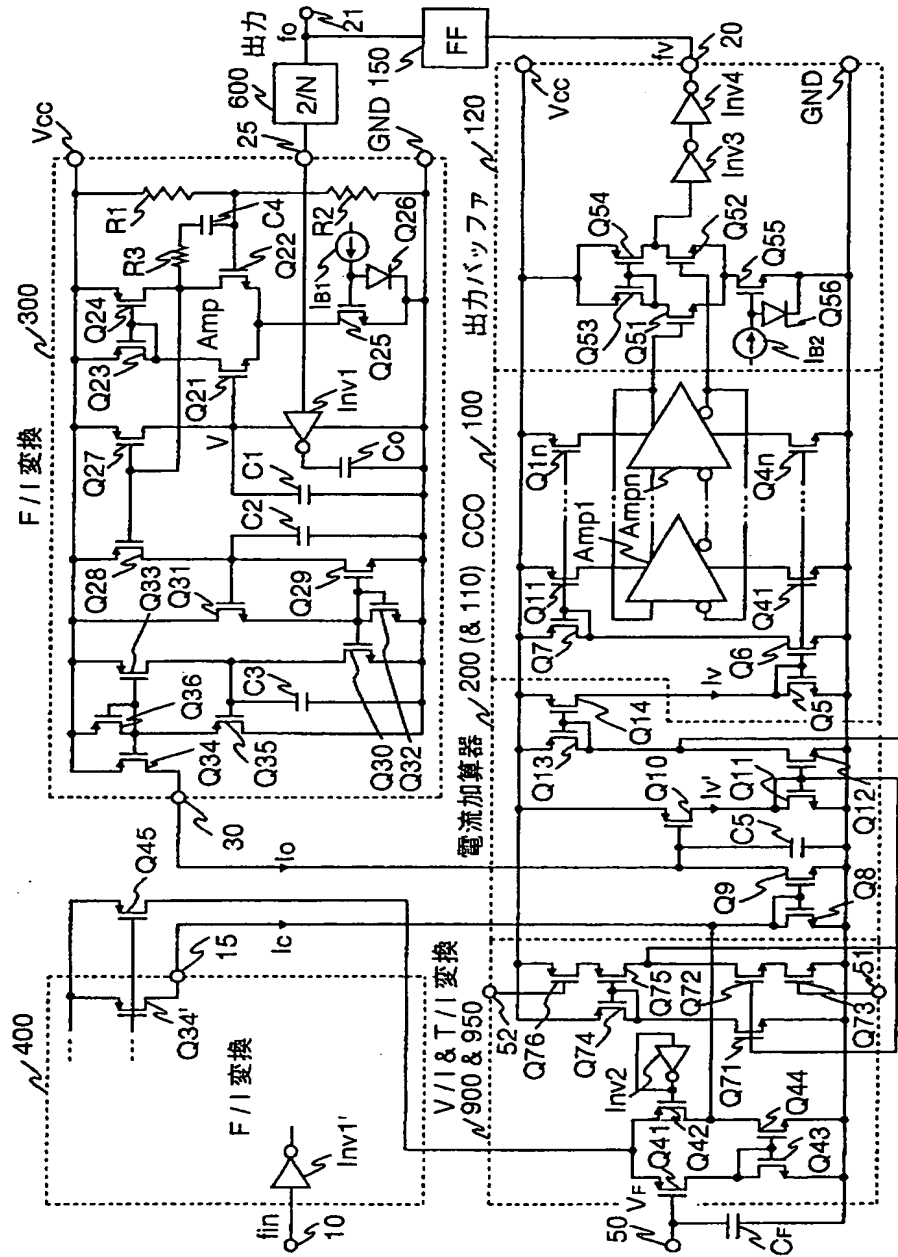 400
F / I 変換
fin
10
Inv1'
Q34'
15
Q45
Ic
Io
30
F / I 変換
300
Vcc
Q34
Q36
Q33
Q28
Q31
Q27
Q23
Q24
R3
R1
C4
Amp
Q22
Q21
V
R2
IB1
Q26
Q25
Inv1
Co
C1
C2
C3
Q35
Q30
Q32
Q29
GND
25
600
2/N
出力
fo
21
150
FF
fv
20
V / I & T / I 変換
900 & 950
電流加算器
200 (& 110)
CCO
100
出力バッファ
120
50
VF
CF
Q41
Q42
Inv2
Q43
Q44
52
Q76
Q74
Q75
Q71
Q72
Q73
51
Q9
Q8
C5
Q10
Iv'
Q11
Q12
Q13
Q14
Iv
Q5
Q6
Q7
Q11
Amp1
Ampn
Q41
Q1n
Q4n
Q53
Q54
Q51
Q52
Q55
IB2
Q56
Inv3
Inv4
Vcc
GND